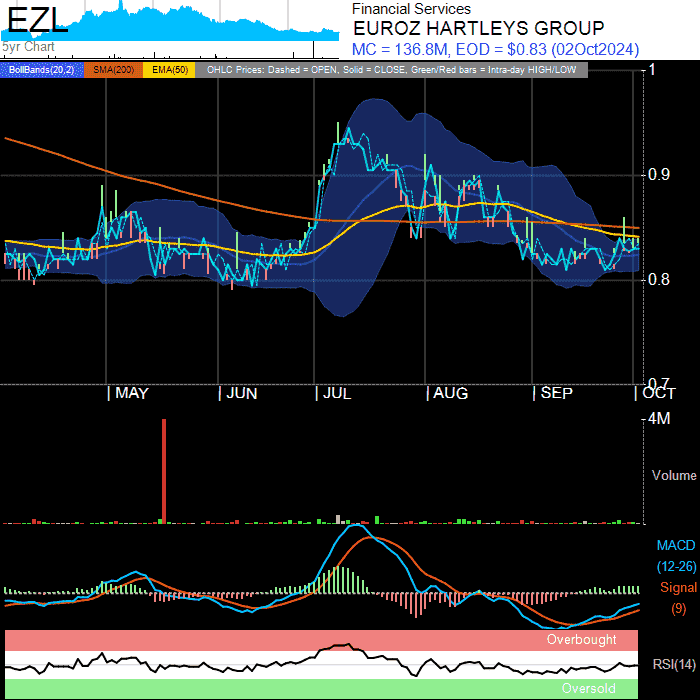 EZL
5yr Chart
Financial Services
EUROZ HARTLEYS GROUP
MC = 136.8M, EOD = $0.83 (02Oct2024)
BollBands(20,2) SMA(200) EMA(50) OHLC Prices: Dashed = OPEN, Solid = CLOSE, Green/Red bars = Intra-day HIGH/LOW
1
0.9
0.8
0.7
MAY JUN JUL AUG SEP OCT
4M
Volume
MACD
(12-26)
Signal
(9)
Overbought
RSI(14)
Oversold